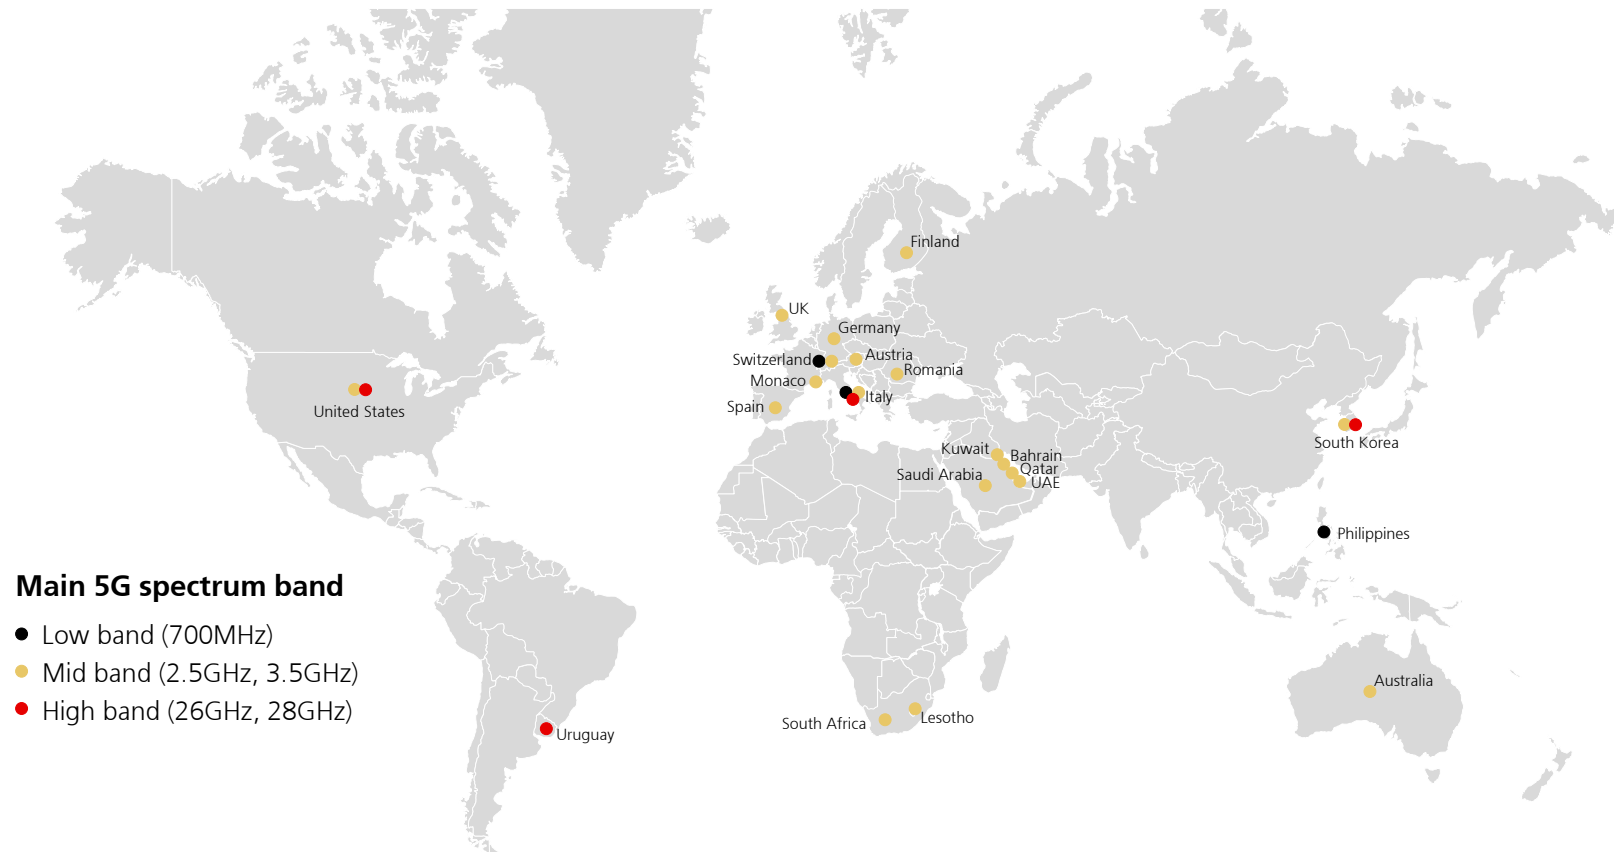 Finland
UK
Germany
Switzerland
Austria
Romania
Monaco
Italy
Spain
United States
South Korea
Kuwait
Bahrain
Qatar
Saudi Arabia
UAE
Philippines
Main 5G spectrum band
Low band (700MHz)
Mid band (2.5GHz, 3.5GHz)
High band (26GHz, 28GHz)
Australia
South Africa
Lesotho
Uruguay